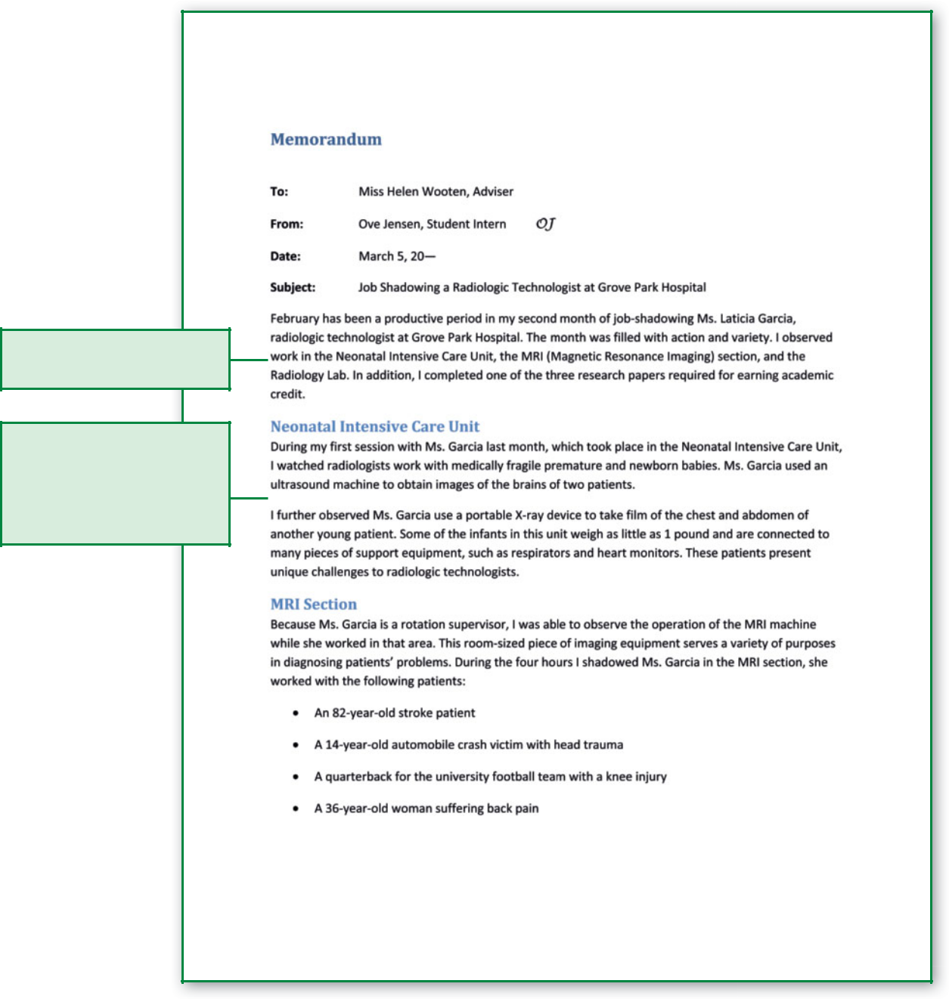 Memorandum
To: Miss Helen Wooten, Adviser
From: Ove Jensen, Student Intern OJ
Date: March 5, 20—
Subject: Job Shadowing a Radiologic Technologist at Grove Park Hospital
February has been a productive period in my second month of job-shadowing Ms. Laticia Garcia,
radiologic technologist at Grove Park Hospital. The month was filled with action and variety. I observed
work in the Neonatal Intensive Care Unit, the MRI (Magnetic Resonance Imaging) section, and the
Radiology Lab. In addition, I completed one of the three research papers required for earning academic
credit.
Neonatal Intensive Care Unit
During my first session with Ms. Garcia last month, which took place in the Neonatal Intensive Care Unit,
I watched radiologists work with medically fragile premature and newborn babies. Ms. Garcia used an
ultrasound machine to obtain images of the brains of two patients.
I further observed Ms. Garcia use a portable X-ray device to take film of the chest and abdomen of
another young patient. Some of the infants in this unit weigh as little as 1 pound and are connected to
many pieces of support equipment, such as respirators and heart monitors. These patients present
unique challenges to radiologic technologists.
MRI Section
Because Ms. Garcia is a rotation supervisor, I was able to observe the operation of the MRI machine
while she worked in that area. This room-sized piece of imaging equipment serves a variety of purposes
in diagnosing patients’ problems. During the four hours I shadowed Ms. Garcia in the MRI section, she
worked with the following patients:
• An 82-year-old stroke patient
• A 14-year-old automobile crash victim with head trauma
• A quarterback for the university football team with a knee injury
• A 36-year-old woman suffering back pain